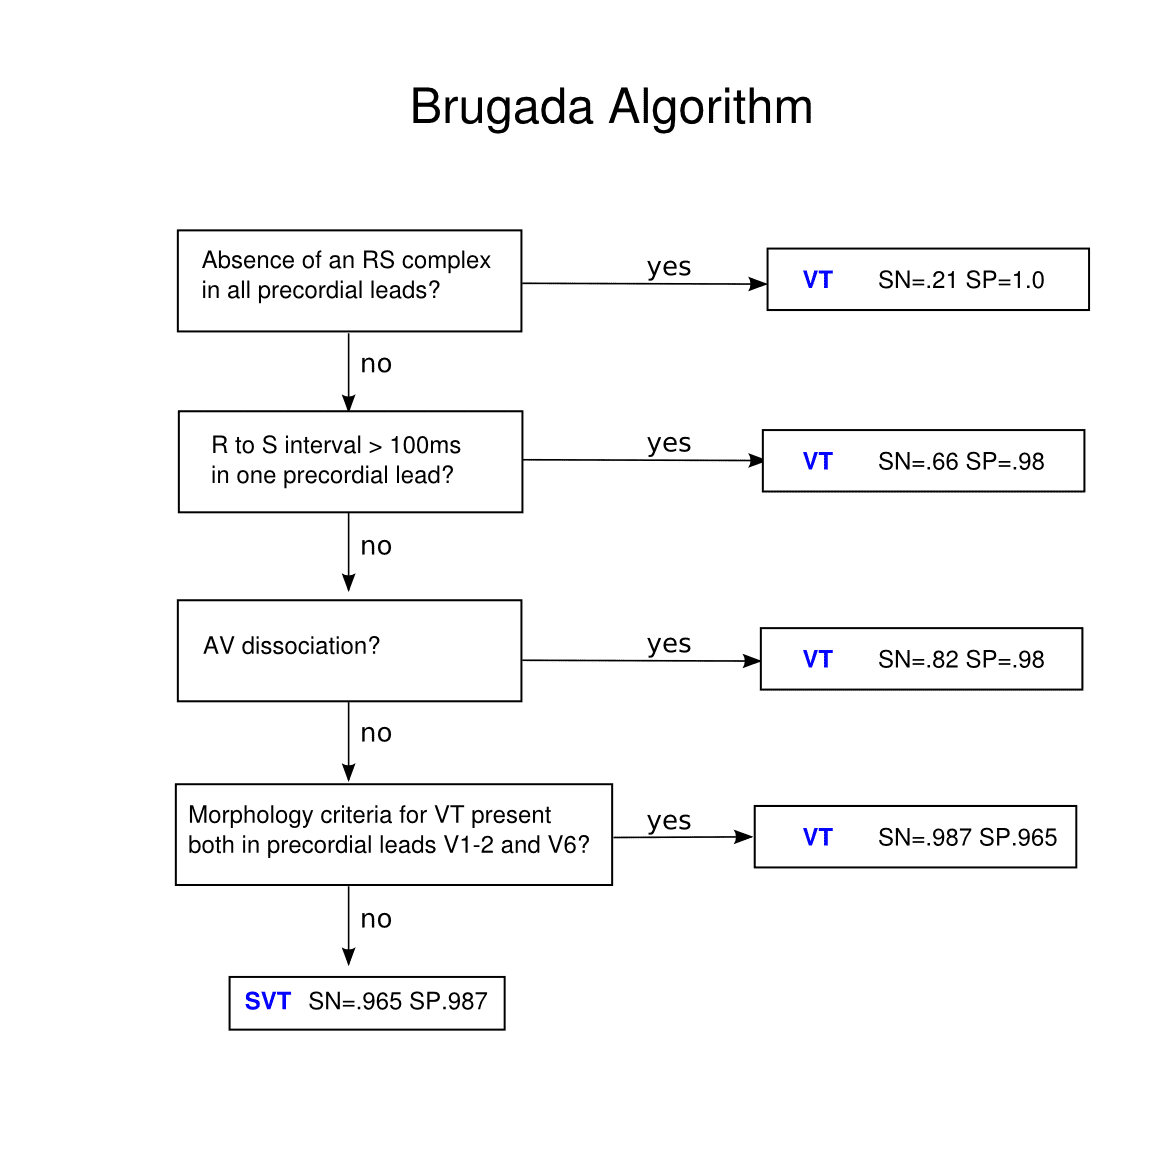 Brugada Algorithm
Absence of an RS complex
in all precordial leads?
yes
VT SN=.21 SP=1.0
no
R to S interval > 100ms
in one precordial lead?
yes
VT SN=.66 SP=.98
no
AV dissociation?
yes
VT SN=.82 SP=.98
no
Morphology criteria for VT present
both in precordial leads V1-2 and V6?
yes
VT SN=.987 SP.965
no
SVT SN=.965 SP.987